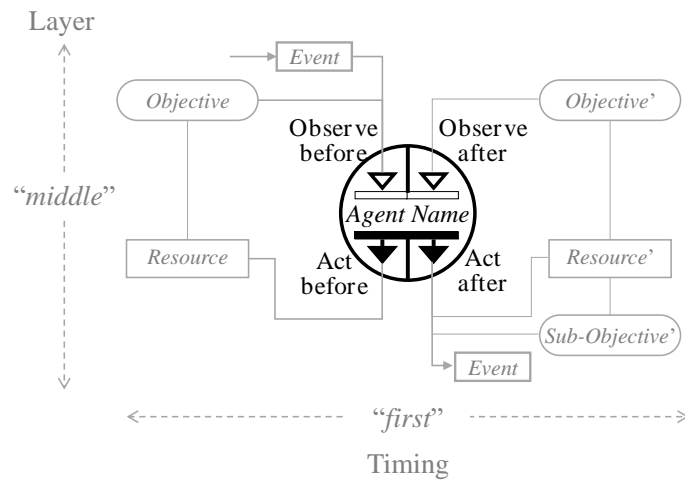 Layer
Event
Objective
Objective’
Observe
before
Observe
after
“middle”
Agent Name
Resource
Act
before
Act
after
Resource’
Sub-Objective’
Event
“first”
Timing